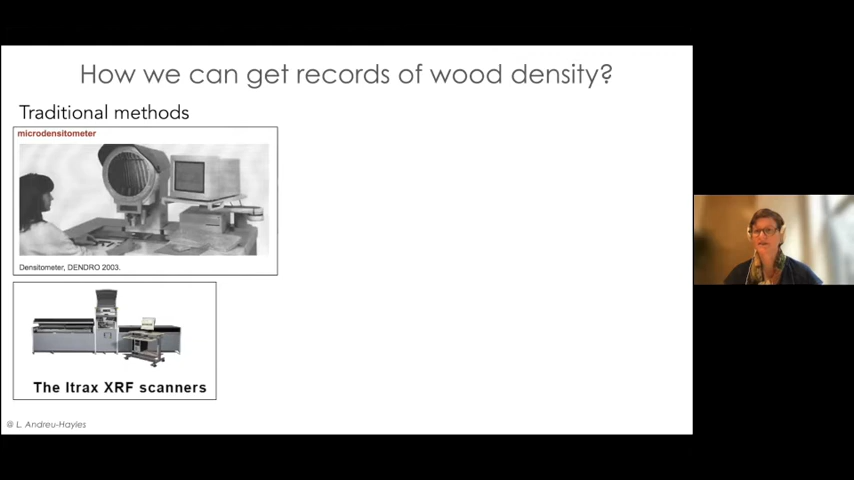 How we can get records of wood density?
Traditional methods
microdensitometer
Densitometer, DENDRO 2003.
The Itrax XRF scanners
@ L. Andreu-Hayles